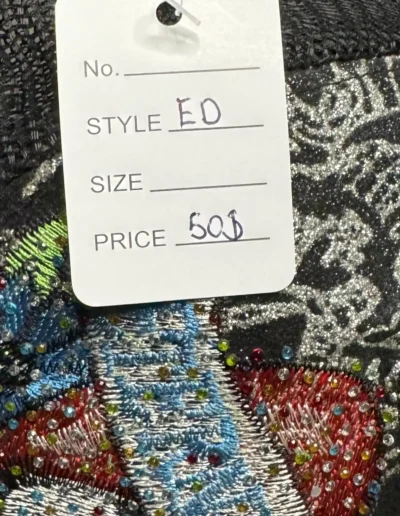 No.
STYLE ED
SIZE
PRICE 50$